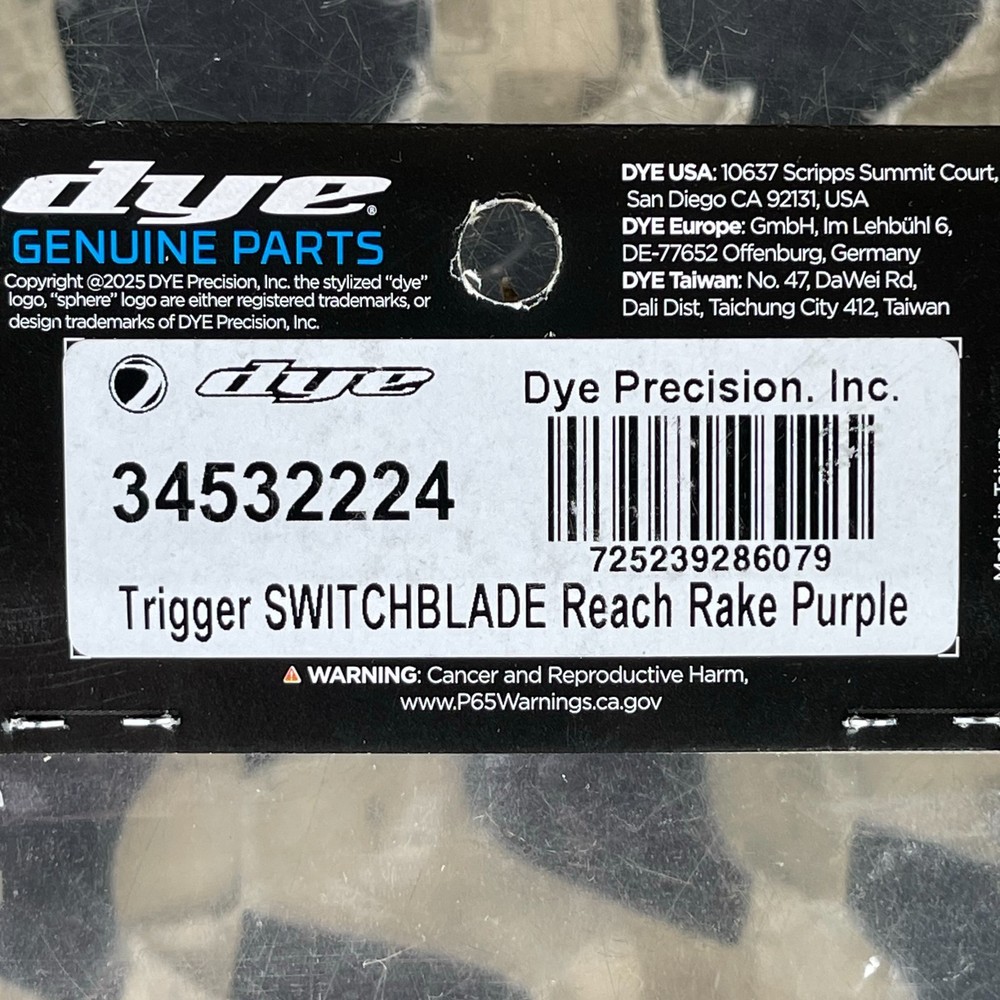 dye®
GENUINE PARTS
Copyright @2025 DYE Precision, Inc. the stylized "dye"
logo, "sphere" logo are either registered trademarks, or
design trademarks of DYE Precision, Inc.
DYE USA: 10637 Scripps Summit Court,
San Diego CA 92131, USA
DYE Europe: GmbH, Im Lehbühl 6,
DE-77652 Offenburg, Germany
DYE Taiwan: No. 47, DaWei Rd,
Dali Dist, Taichung City 412, Taiwan
dye
Dye Precision. Inc.
34532224
725239286079
Trigger SWITCHBLADE Reach Rake Purple
WARNING: Cancer and Reproductive Harm,
www.P65Warnings.ca.gov
Made in Taiwan